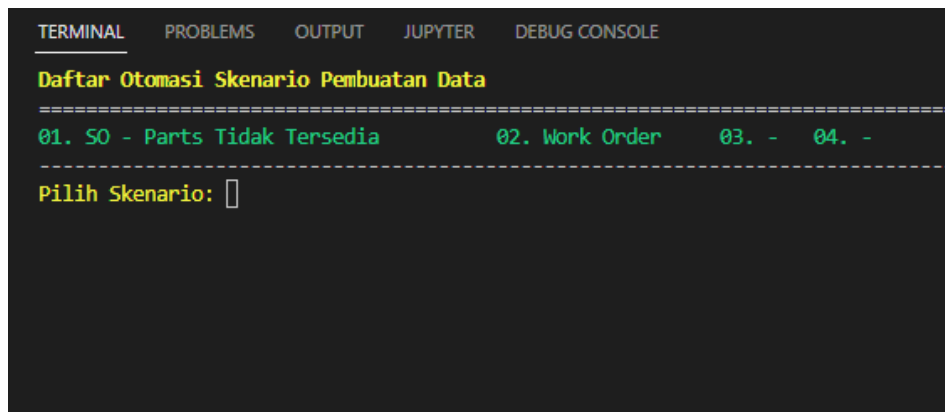 TERMINAL PROBLEMS OUTPUT JUPYTER DEBUG CONSOLE
Daftar Otomasi Skenario Pembuatan Data
=============================================================================
01. SO - Parts Tidak Tersedia 02. Work Order 03. - 04. -
-----------------------------------------------------------------------------
Pilih Skenario: